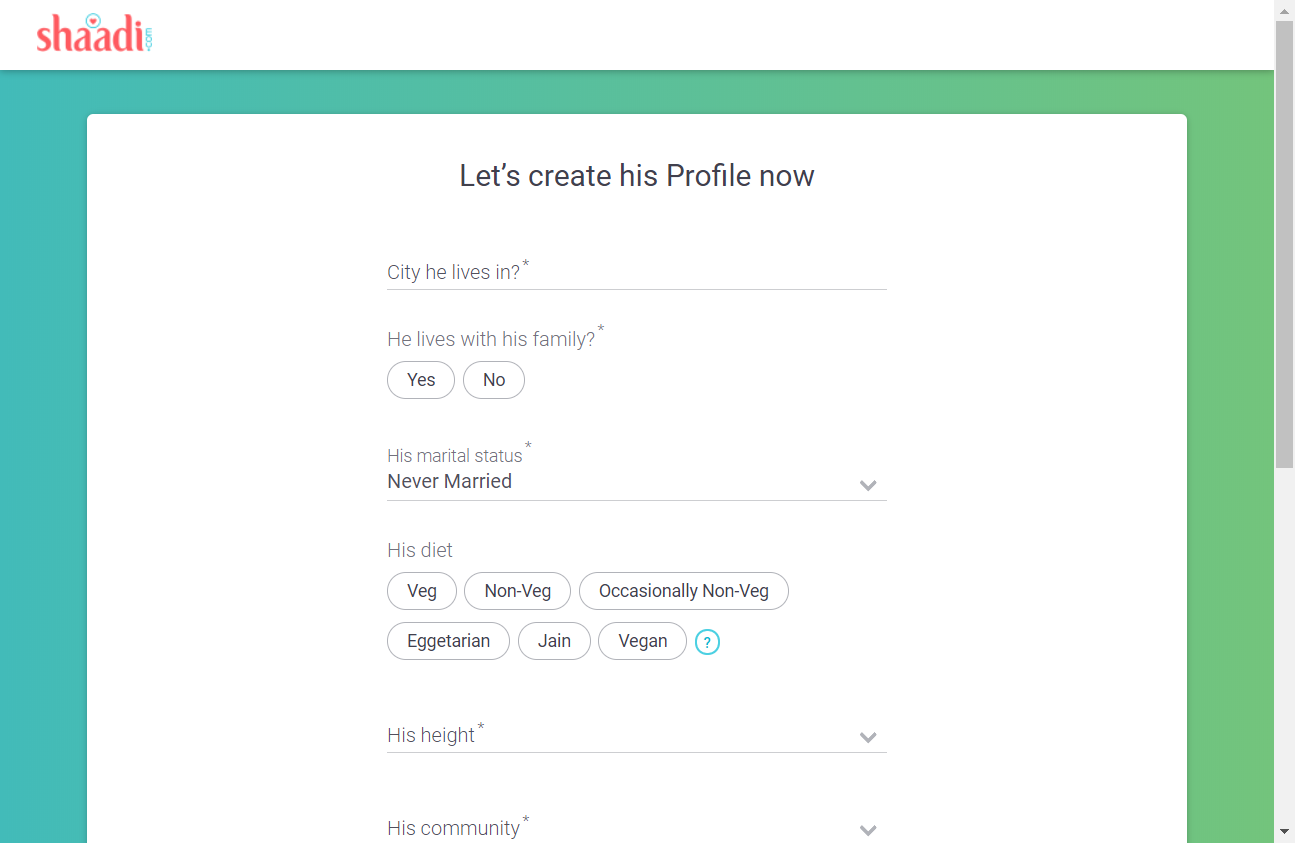 shaadi.com
Let’s create his Profile now
City he lives in?*
He lives with his family?*
Yes No
His marital status*
Never Married
His diet
Veg Non-Veg Occasionally Non-Veg
Eggetarian Jain Vegan ?
His height*
His community*